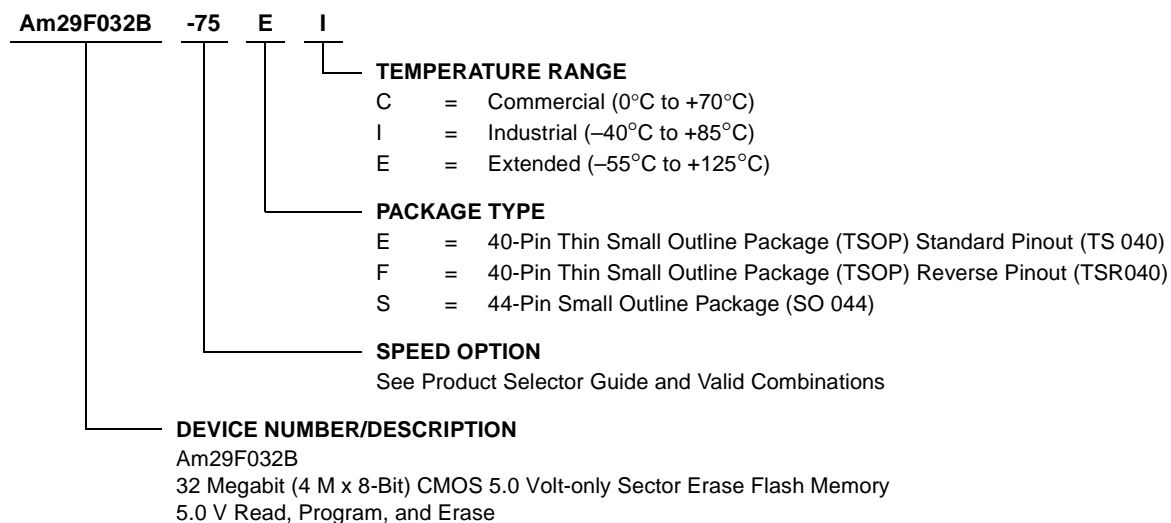 Am29F032B -75 E I
TEMPERATURE RANGE
C = Commercial (0°C to +70°C)
I = Industrial (–40°C to +85°C)
E = Extended (–55°C to +125°C)
PACKAGE TYPE
E = 40-Pin Thin Small Outline Package (TSOP) Standard Pinout (TS 040)
F = 40-Pin Thin Small Outline Package (TSOP) Reverse Pinout (TSR040)
S = 44-Pin Small Outline Package (SO 044)
SPEED OPTION
See Product Selector Guide and Valid Combinations
DEVICE NUMBER/DESCRIPTION
Am29F032B
32 Megabit (4 M x 8-Bit) CMOS 5.0 Volt-only Sector Erase Flash Memory
5.0 V Read, Program, and Erase